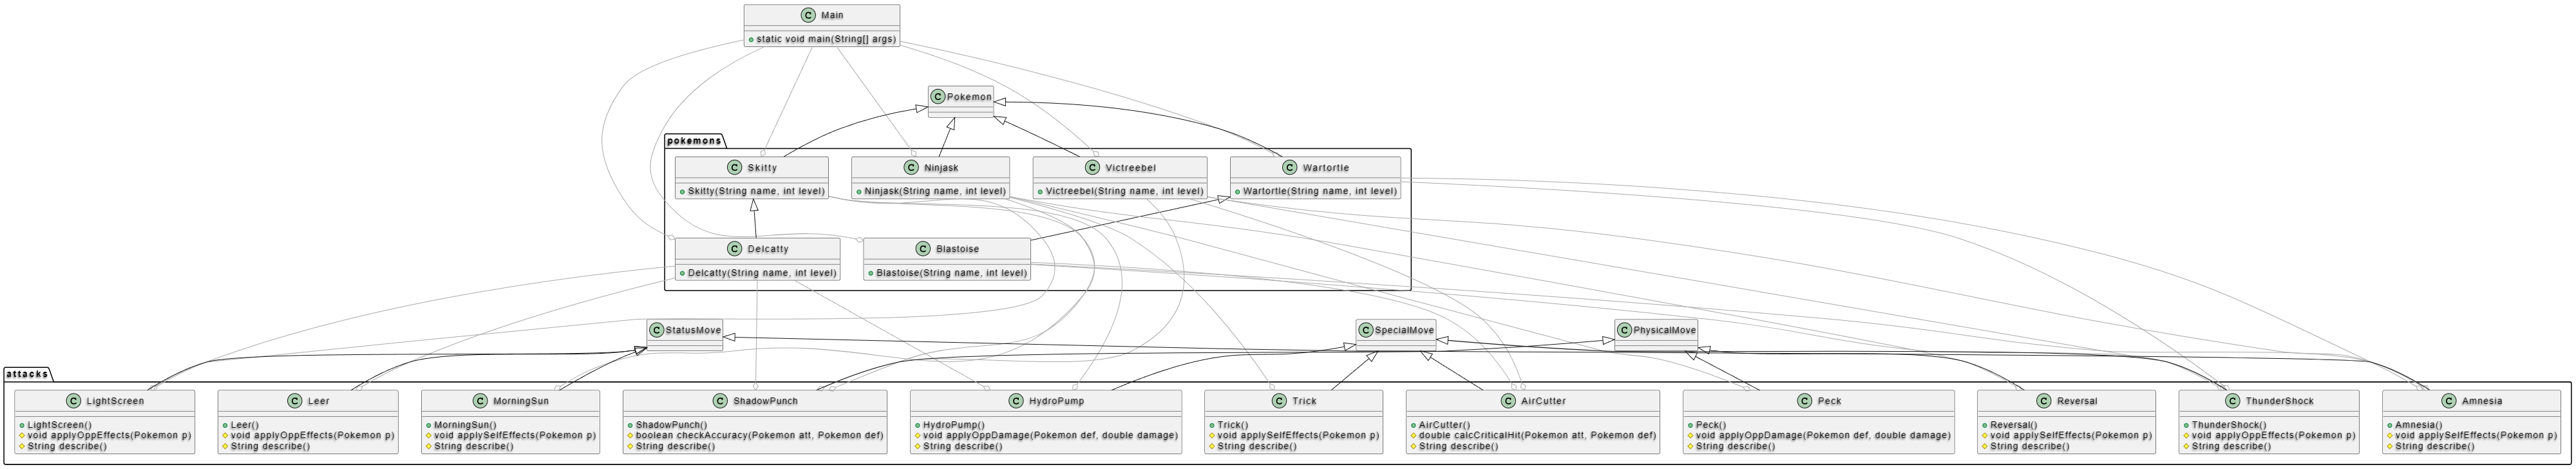 C Main
static void main(String[] args)
C Pokemon
pokemons
C Skitty
Skitty(String name, int level)
C Ninjask
Ninjask(String name, int level)
C Victreebel
Victreebel(String name, int level)
C Wartortle
Wartortle(String name, int level)
C Delcatty
Delcatty(String name, int level)
C Blastoise
Blastoise(String name, int level)
C StatusMove
C SpecialMove
C PhysicalMove
attacks
C LightScreen
LightScreen()
void applyOppEffects(Pokemon p)
String describe()
C Leer
Leer()
void applyOppEffects(Pokemon p)
String describe()
C MorningSun
MorningSun()
void applySelfEffects(Pokemon p)
String describe()
C ShadowPunch
ShadowPunch()
boolean checkAccuracy(Pokemon att, Pokemon def)
String describe()
C HydroPump
HydroPump()
void applyOppDamage(Pokemon def, double damage)
String describe()
C Trick
Trick()
void applySelfEffects(Pokemon p)
String describe()
C AirCutter
AirCutter()
double calcCriticalHit(Pokemon att, Pokemon def)
String describe()
C Peck
Peck()
void applyOppDamage(Pokemon def, double damage)
String describe()
C Reversal
Reversal()
void applySelfEffects(Pokemon p)
String describe()
C ThunderShock
ThunderShock()
void applyOppEffects(Pokemon p)
String describe()
C Amnesia
Amnesia()
void applySelfEffects(Pokemon p)
String describe()